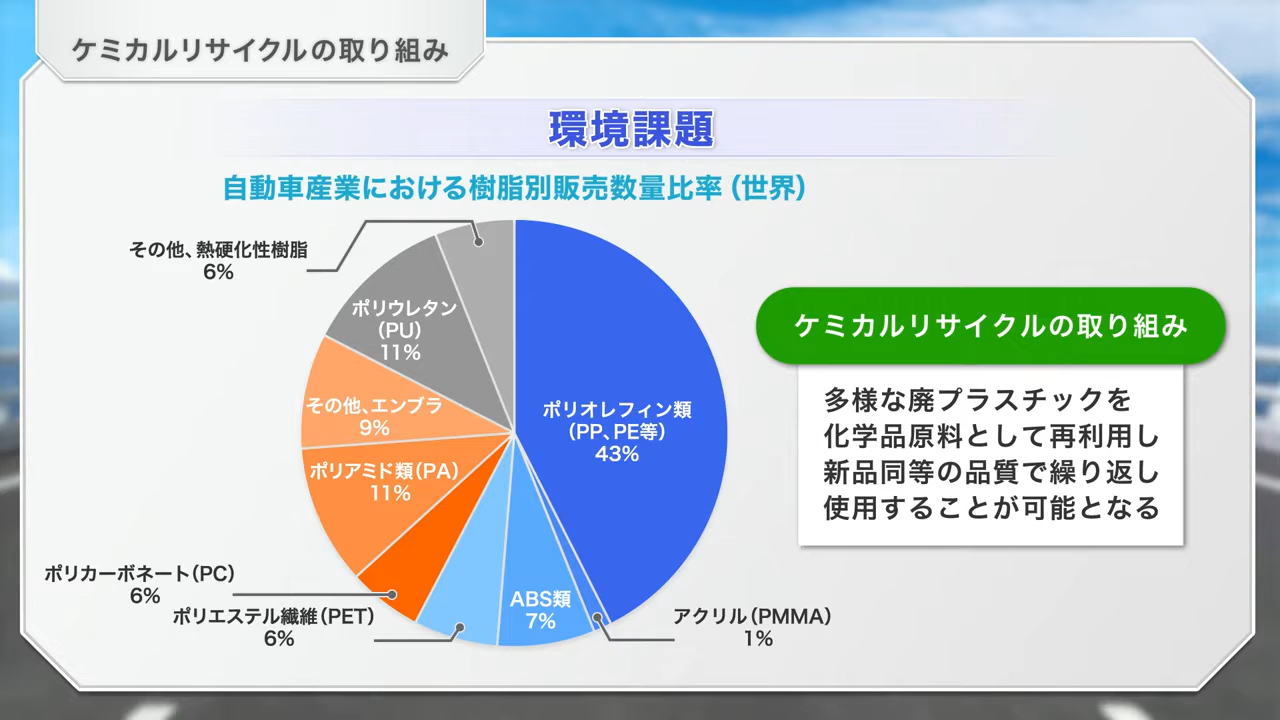 ケミカルリサイクルの取り組み
環境課題
自動車産業における樹脂別販売数量比率（世界）
その他、熱硬化性樹脂
6%
ポリウレタン
（PU）
11%
その他、エンプラ
9%
ポリアミド類（PA）
11%
ポリカーボネート（PC）
6%
ポリエステル繊維（PET）
6%
ABS類
7%
アクリル（PMMA）
1%
ポリオレフィン類
（PP、PE等）
43%
ケミカルリサイクルの取り組み
多様な廃プラスチックを
化学品原料として再利用し
新品同等の品質で繰り返し
使用することが可能となる